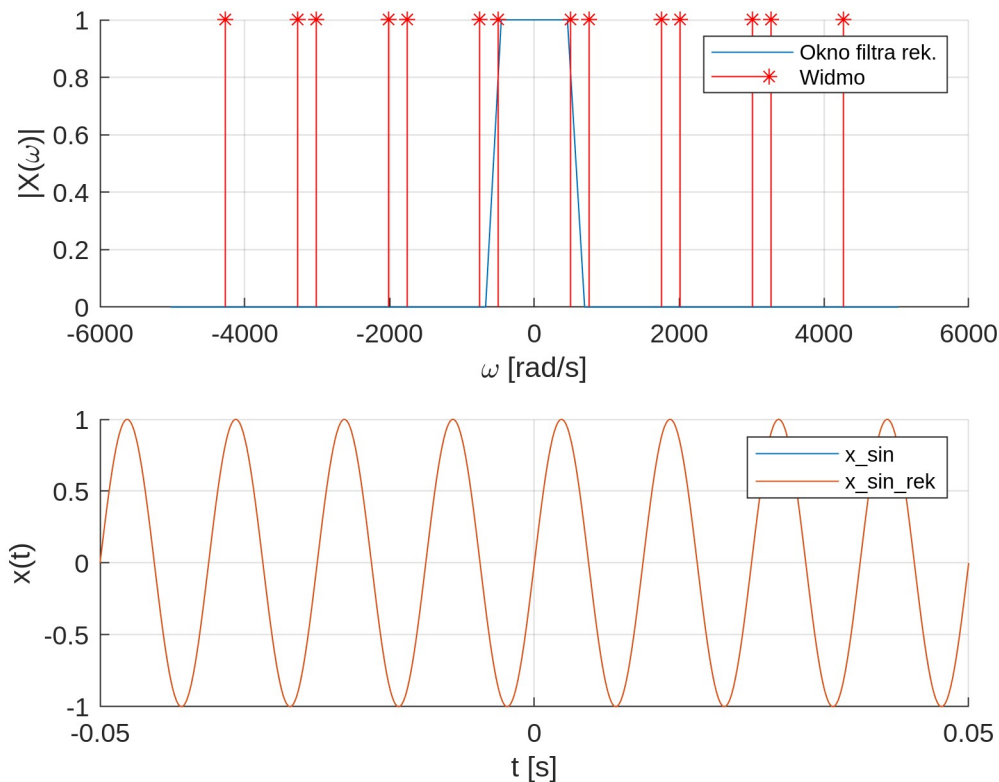 1
0.8
0.6
0.4
0.2
0
|X(ω)|
Okno filtra rek.
Widmo
-6000 -4000 -2000 0 2000 4000 6000
ω [rad/s]
1
0.5
0
-0.5
-1
x(t)
x_sin
x_sin_rek
-0.05 0 0.05
t [s]